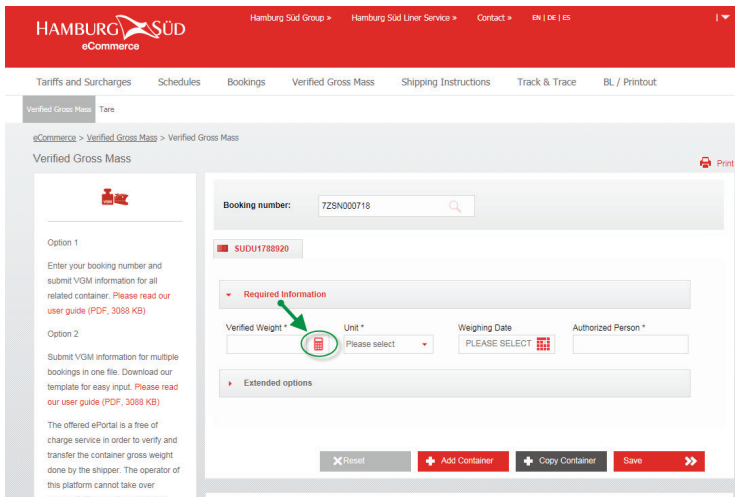 Hamburg Süd Group » Hamburg Süd Liner Service » Contact » EN | DE | ES
HAMBURG SÜD
eCommerce
Tariffs and Surcharges Schedules Bookings Verified Gross Mass Shipping Instructions Track & Trace BL / Printout
Verified Gross Mass Tare
eCommerce > Verified Gross Mass > Verified Gross Mass
Verified Gross Mass
Print
Booking number: 7ZSN000718
Option 1
SUDU1788920
Enter your booking number and
submit VGM information for all
related container. Please read our
user guide (PDF, 3088 KB)
Option 2
Submit VGM information for multiple
bookings in one file. Download our
template for easy input. Please read
our user guide (PDF, 3088 KB)
The offered ePortal is a free of
charge service in order to verify and
transfer the container gross weight
done by the shipper. The operator of
this platform cannot take over
Required Information
Verified Weight * Unit * Weighing Date Authorized Person *
Please select PLEASE SELECT
Extended options
Reset Add Container Copy Container Save